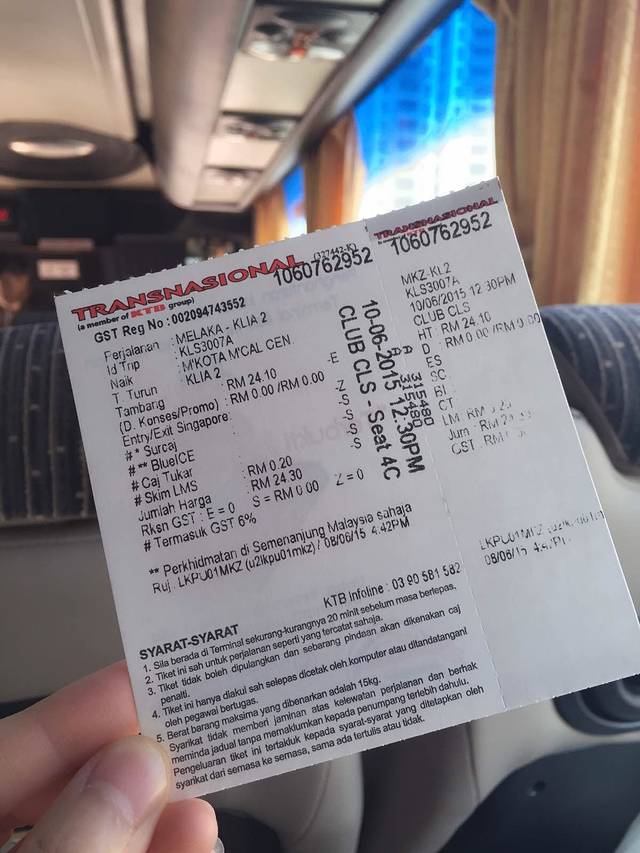 TRANSNASIONAL (327443-K)
(a member of KTB group)
1060762952
GST Reg No : 002094743552
Perjalanan : MELAKA - KLIA 2
Id Trip : KLS3007A
Naik : M'KOTA M'CAL CEN.
T. Turun : KLIA 2
Tambang : RM 24.10 -E
(D. Konses/Promo) : RM 0.00 /RM 0.00
Entry/Exit Singapore: -Z
# * Surcaj : -S
# ** BlueICE : -S
# Caj Tukar : -S
# Skim LMS : RM 0.20 -S
Jumlah Harga : RM 24.30
Rksn GST : E = 0 S = RM 0.00 Z = 0
# Termasuk GST 6%
** Perkhidmatan di Semenanjung Malaysia sahaja
Ruj : LKPU01MKZ (u2lkpu01mkz) / 08/06/15 4.42PM
KTB Infoline : 03 90 581 582
10-06-2015 12:30PM
CLUB CLS - Seat 4C
A 315480
A 315480
SYARAT-SYARAT
1. Sila berada di Terminal sekurang-kurangnya 20 minit sebelum masa berlepas.
2. Tiket ini sah untuk perjalanan seperti yang tercatat sahaja.
3. Tidak boleh dipulangkan dan sebarang pindaan akan dikenakan caj
penalti.
4. Tiket ini hanya diakui sah selepas dicetak oleh komputer atau ditandatangani
oleh pegawai bertugas.
5. Berat barang maksima yang dibenarkan adalah 15kg.
Syarikat tidak memberi jaminan atas kelewatan perjalanan dan berhak
meminda jadual tanpa memaklumkan kepada penumpang terlebih dahulu.
Pengeluaran tiket ini tertakluk kepada syarat-syarat yang ditetapkan oleh
syarikat dari semasa ke semasa, sama ada tertulis atau tidak.
TRANSNASIONAL
1060762952
MKZ-KL2
KLS3007A
10/06/2015 12 30PM
CLUB CLS
HT : RM 24.10
D : RM 0.00 /RM 0.00
ES
SC
BI :
CT
LM RM
Jum : RM
GST : RM
LKPU01MKZ
08/06/15 4.42PM